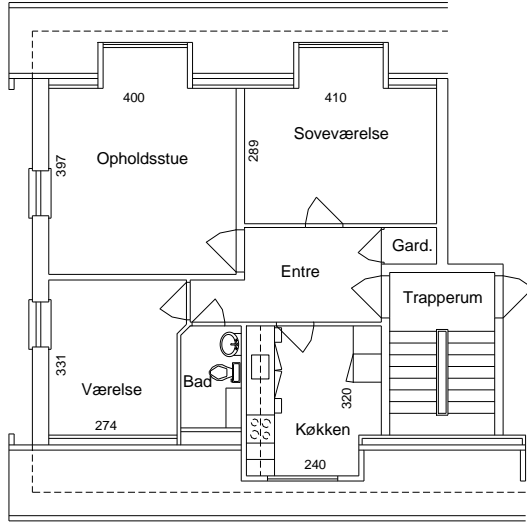 400
410
Soveværelse
289
397
Opholdsstue
Gard.
Entre
Trapperum
331
Værelse
Bad
320
274
Køkken
240